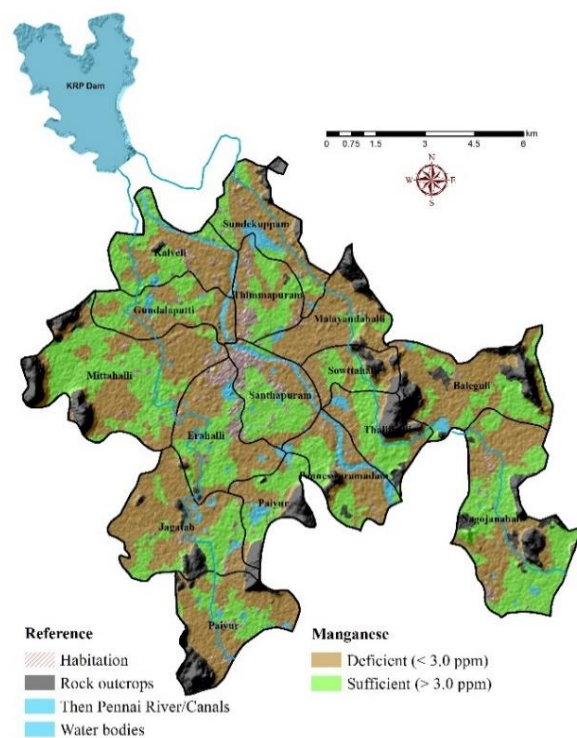 KRP Dam
km
0 0.75 1.5 3 4.5 6
N
W E
S
Sundekuppam
Kalveli
Thimmapuram
Gundalapatti
Malayandahalli
Mittahalli
Sowtahalli
Baleguli
Santhapuram
Erahalli
Penneswaramadam
Nagojanahalli
Paiyur
Jagatab
Paiyur
Reference
Habitation
Rock outcrops
Then Pennai River/Canals
Water bodies
Manganese
Deficient (< 3.0 ppm)
Sufficient (> 3.0 ppm)